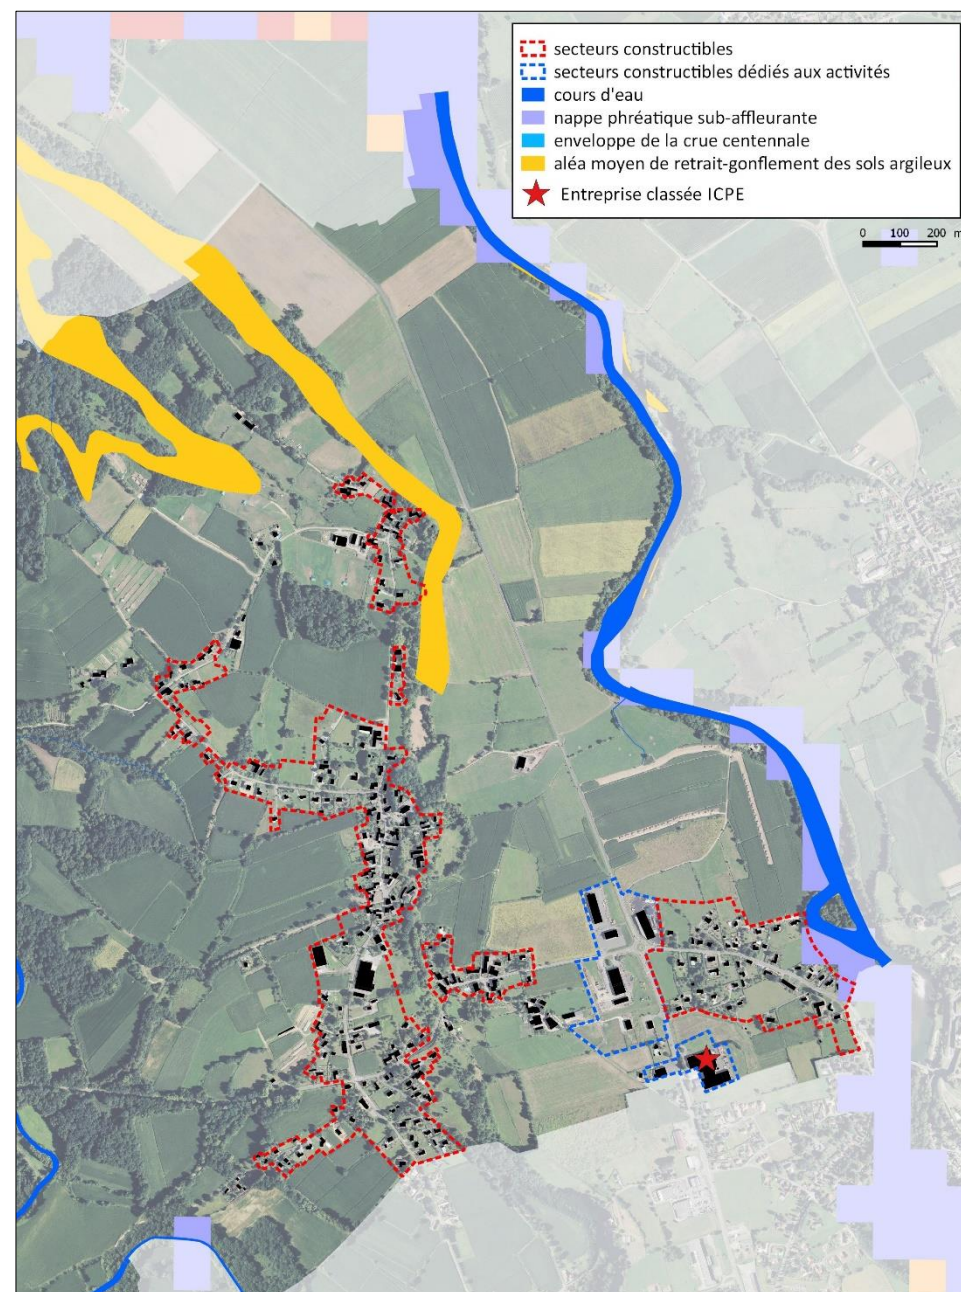 secteurs constructibles
secteurs constructibles dédiés aux activités
cours d'eau
nappe phréatique sub-affleurante
enveloppe de la crue centennale
aléa moyen de retrait-gonflement des sols argileux
Entreprise classée ICPE
0 100 200 m